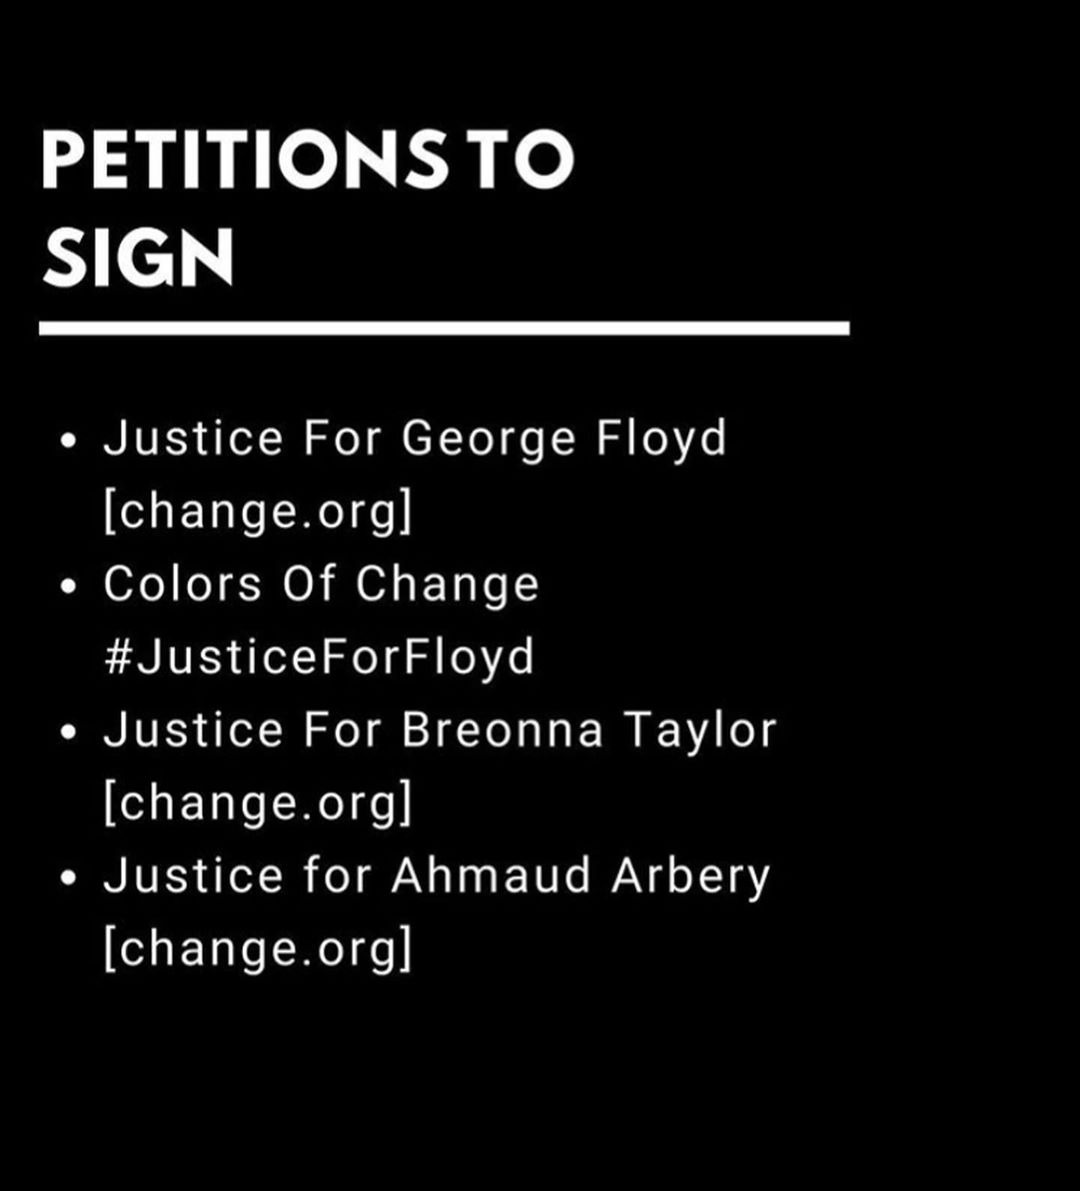 PETITIONS TO
SIGN
• Justice For George Floyd
[change.org]
• Colors Of Change
#JusticeForFloyd
• Justice For Breonna Taylor
[change.org]
• Justice for Ahmaud Arbery
[change.org]